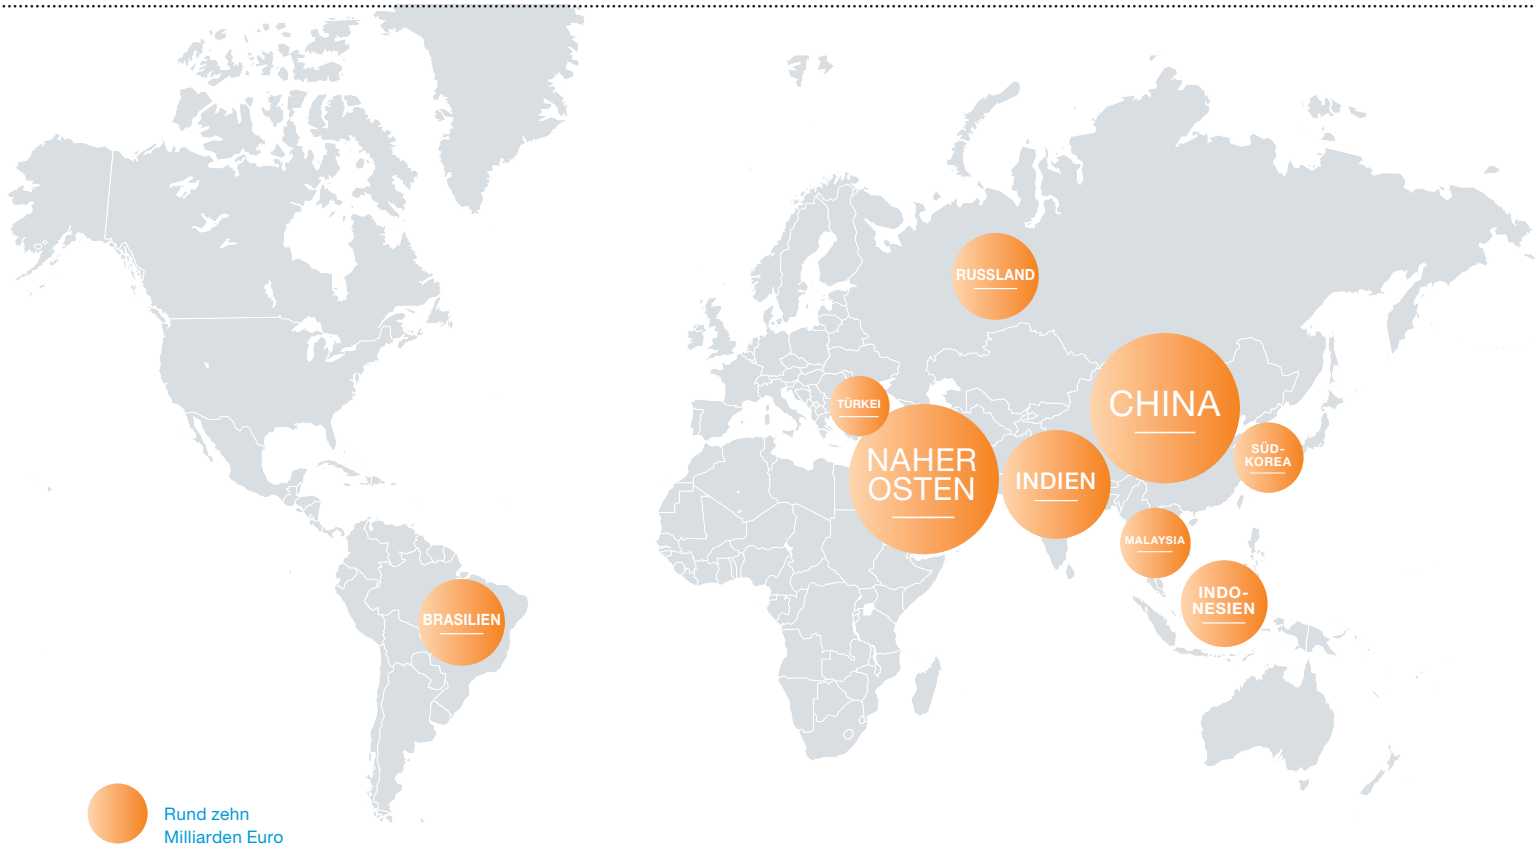 RUSSLAND
CHINA
TÜRKEI
NAHER
OSTEN
INDIEN
SÜD-
KOREA
MALAYSIA
INDO-
NESIEN
BRASILIEN
Rund zehn
Milliarden Euro